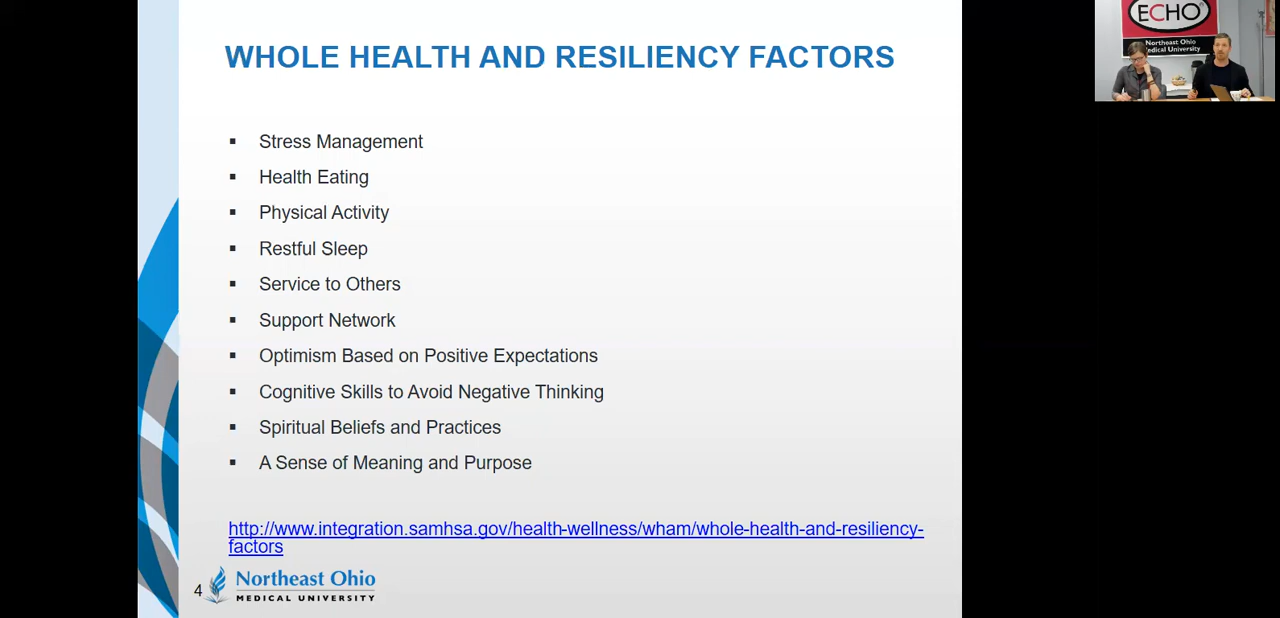 WHOLE HEALTH AND RESILIENCY FACTORS
ECHO
Northeast Ohio
Medical University
▪ Stress Management
▪ Health Eating
▪ Physical Activity
▪ Restful Sleep
▪ Service to Others
▪ Support Network
▪ Optimism Based on Positive Expectations
▪ Cognitive Skills to Avoid Negative Thinking
▪ Spiritual Beliefs and Practices
▪ A Sense of Meaning and Purpose
http://www.integration.samhsa.gov/health-wellness/wham/whole-health-and-resiliency-
factors
4
Northeast Ohio
MEDICAL UNIVERSITY